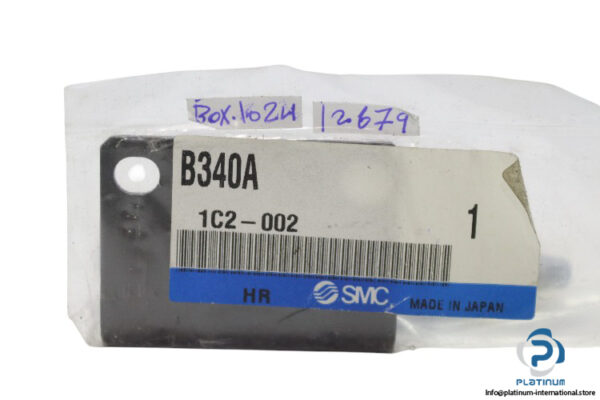 BOX.1024 12679
B340A
1C2-002
1
HR SMC MADE IN JAPAN
PLATINUM
Info@platinum-international.store